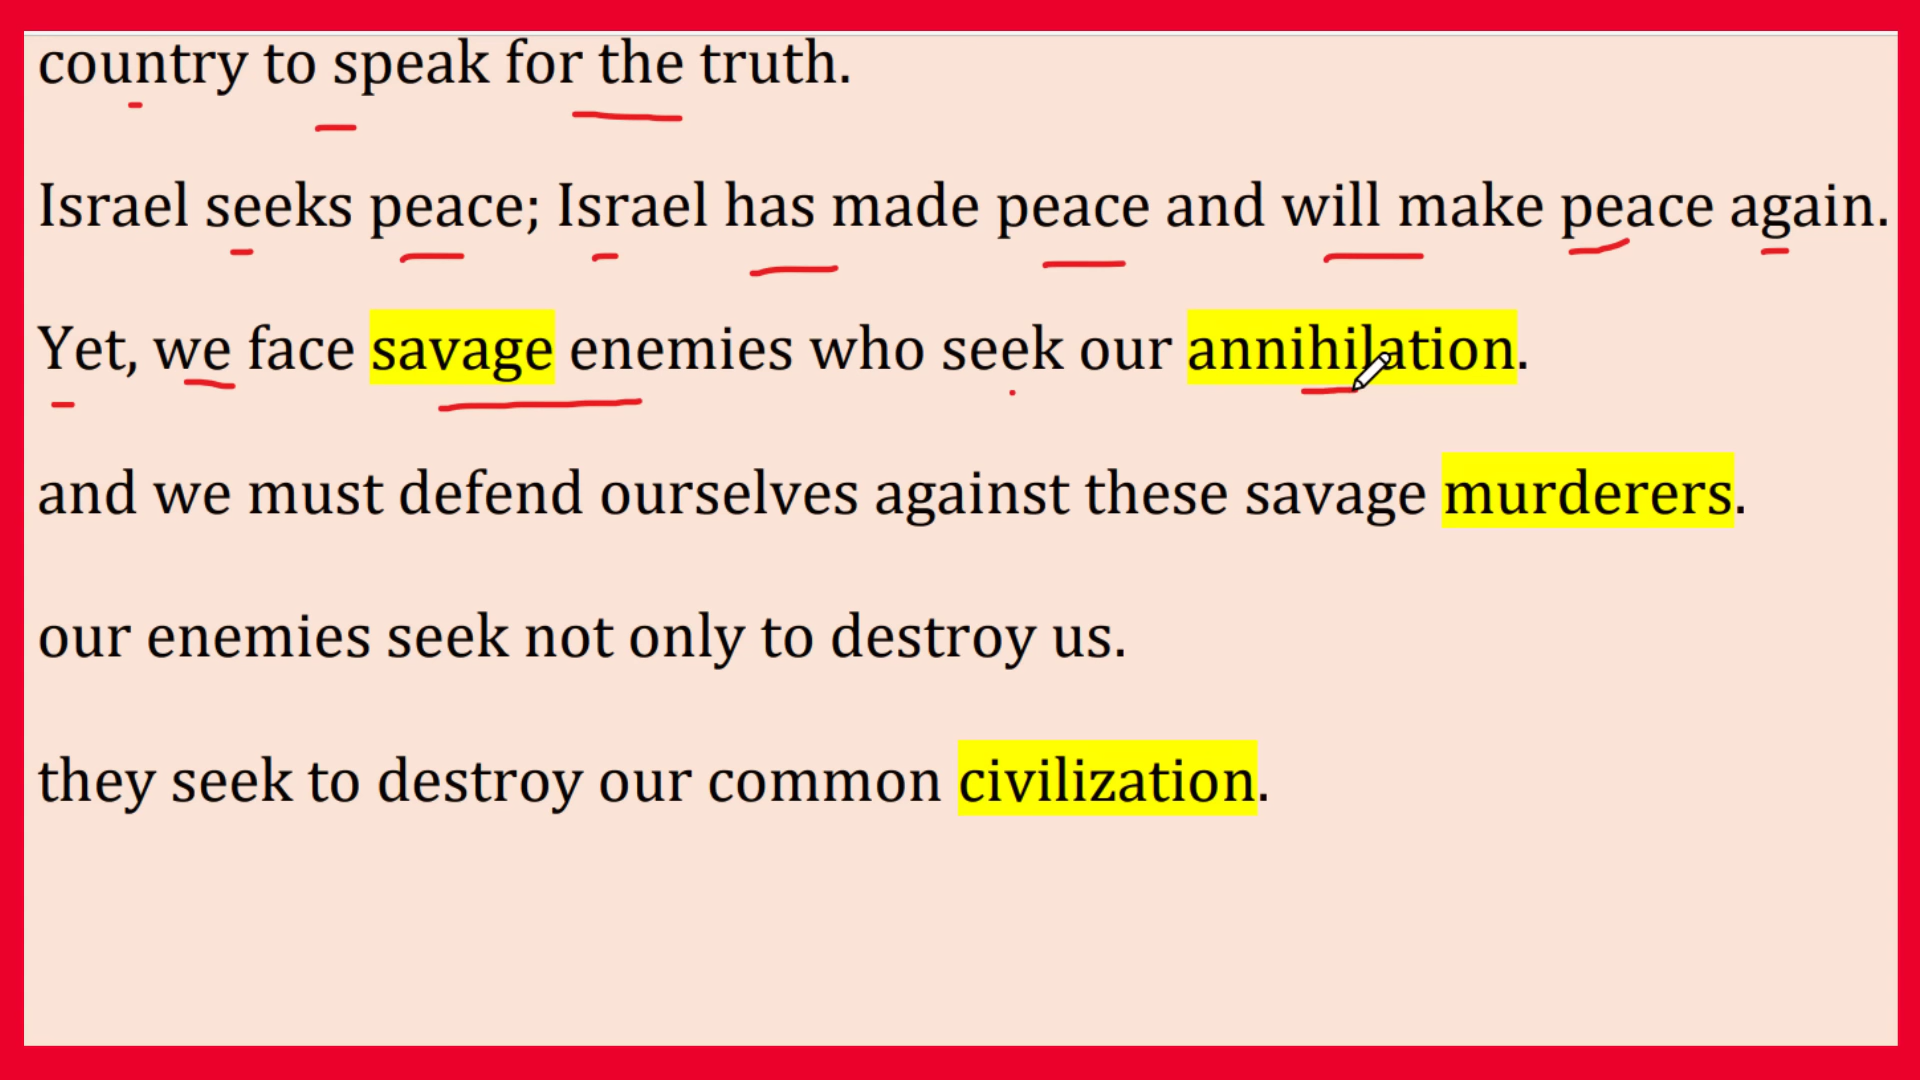 country to speak for the truth.
Israel seeks peace; Israel has made peace and will make peace again.
Yet, we face savage enemies who seek our annihilation.
and we must defend ourselves against these savage murderers.
our enemies seek not only to destroy us.
they seek to destroy our common civilization.